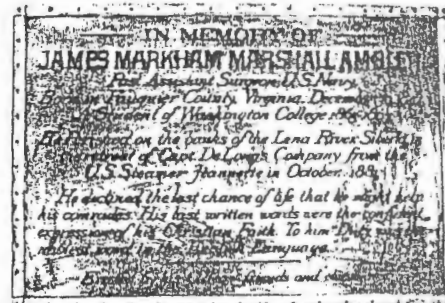 IN MEMORY OF
JAMES MARKHAM MARSHALL AMBLER
Past Assistant Surgeon U.S. Navy
Born in Fauquier County, Virginia, December
Student of Washington College
He perished on the banks of the Lena River Siberia
Capt. De Long's Company from the
U.S. Steamer Jeannette in October, 1881
He declined the last chance of life that he might help
his comrades. His last written words were the confident
expression of his Christian Faith. To him Duty was the
noblest word in the English Language.
friends and